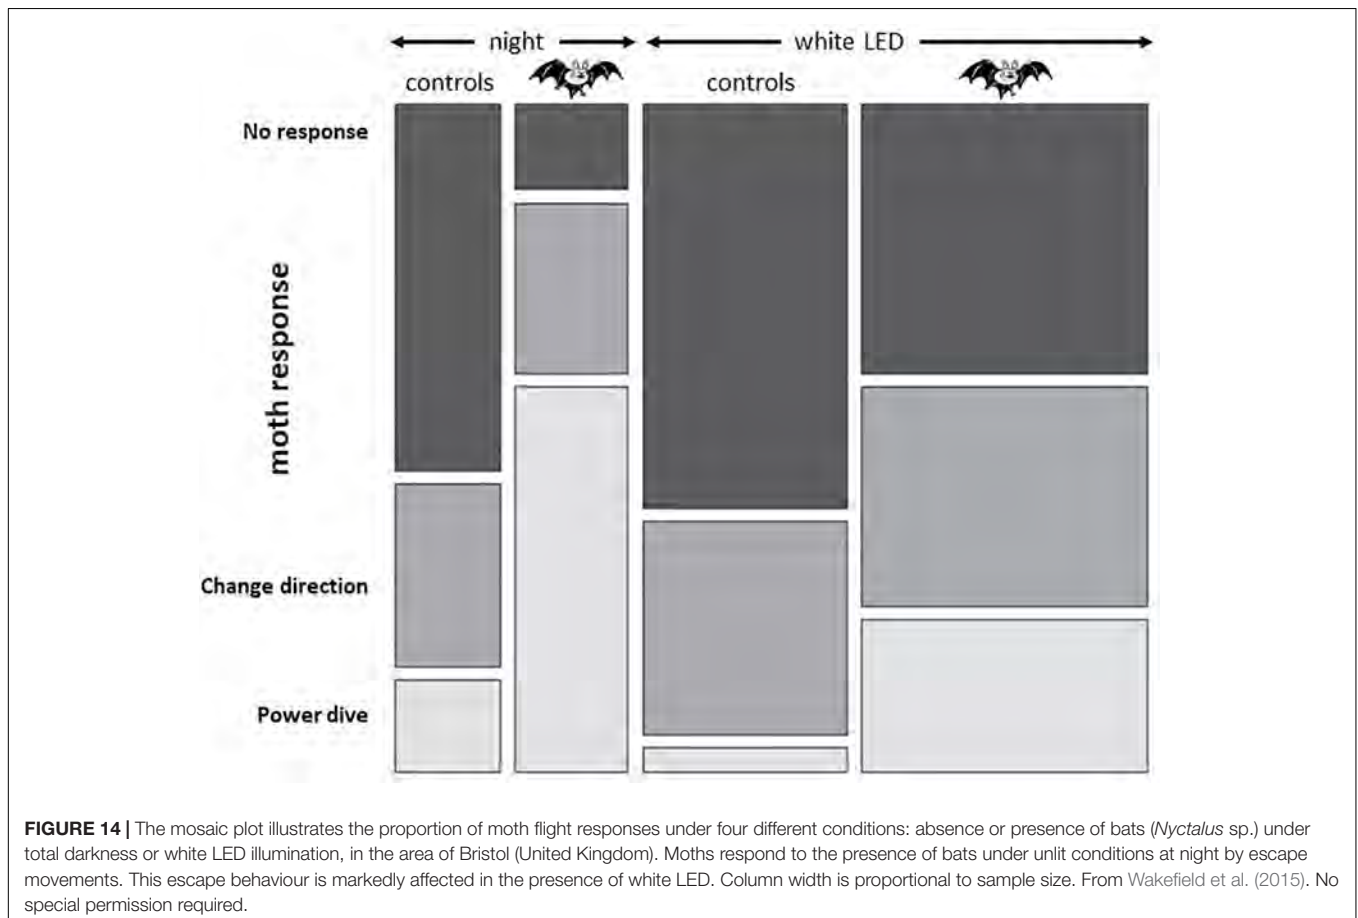 night
white LED
controls
controls
No response
moth response
Change direction
Power dive
FIGURE 14 | The mosaic plot illustrates the proportion of moth flight responses under four different conditions: absence or presence of bats (Nyctalus sp.) under
total darkness or white LED illumination, in the area of Bristol (United Kingdom). Moths respond to the presence of bats under unlit conditions at night by escape
movements. This escape behaviour is markedly affected in the presence of white LED. Column width is proportional to sample size. From Wakefield et al. (2015). No
special permission required.